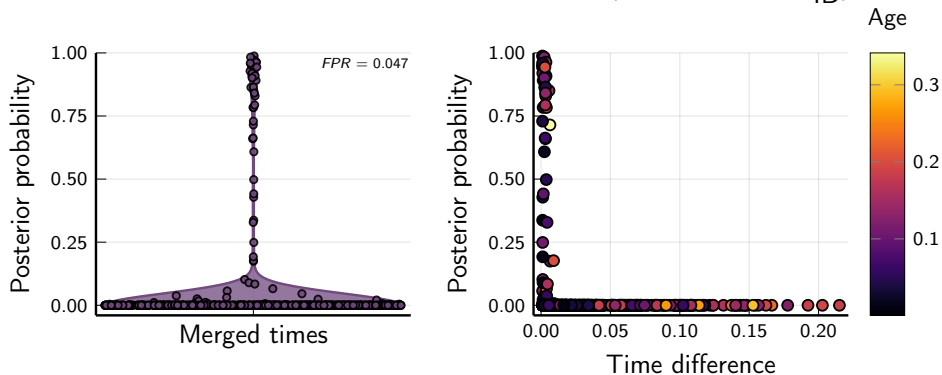 Age
1.00
0.75
0.50
0.25
0.00
Posterior probability
FPR = 0.047
Merged times
1.00
0.75
0.50
0.25
0.00
Posterior probability
0.00 0.05 0.10 0.15 0.20
Time difference
0.3
0.2
0.1